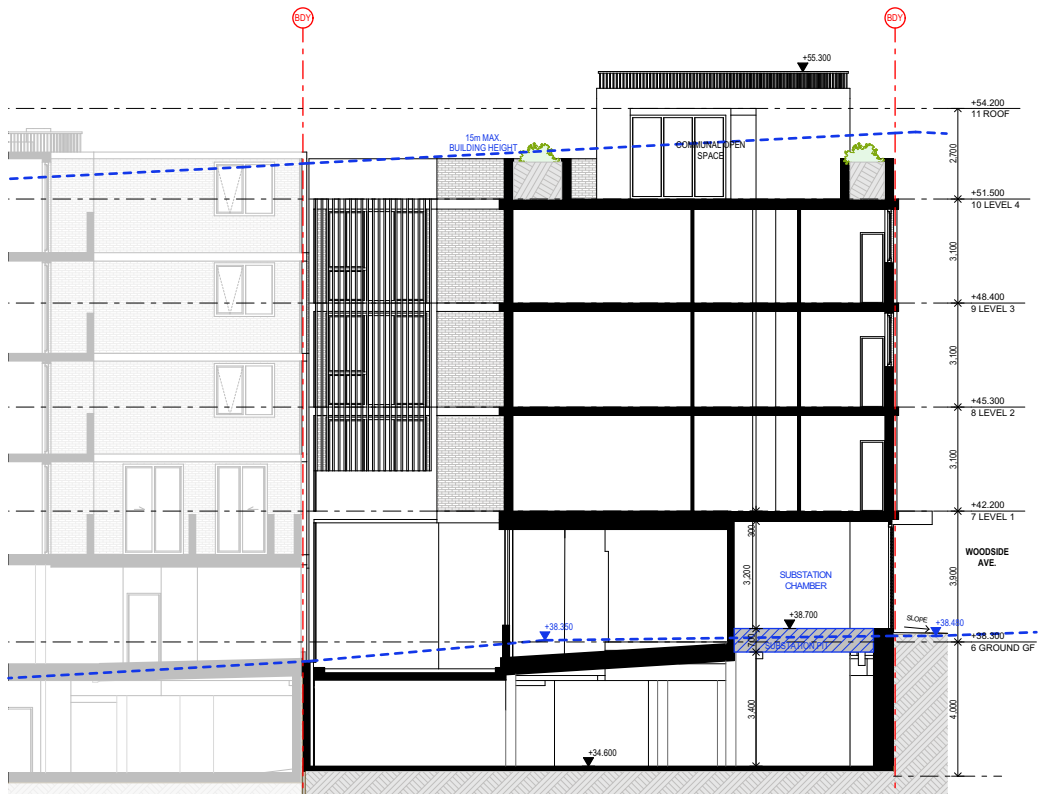 BDY
BDY
+55.300
+54.200
11 ROOF
15m MAX.
BUILDING HEIGHT
COMMUNAL OPEN
SPACE
2,700
+51.500
10 LEVEL 4
3,100
+48.400
9 LEVEL 3
3,100
+45.300
8 LEVEL 2
3,100
+42.200
7 LEVEL 1
300
WOODSIDE
AVE.
3,200
SUBSTATION
CHAMBER
3,900
+38.700
SLOPE
+38.350
+38.480
+38.300
SUBSTATION PIT
6 GROUND GF
3,400
4,000
+34.600